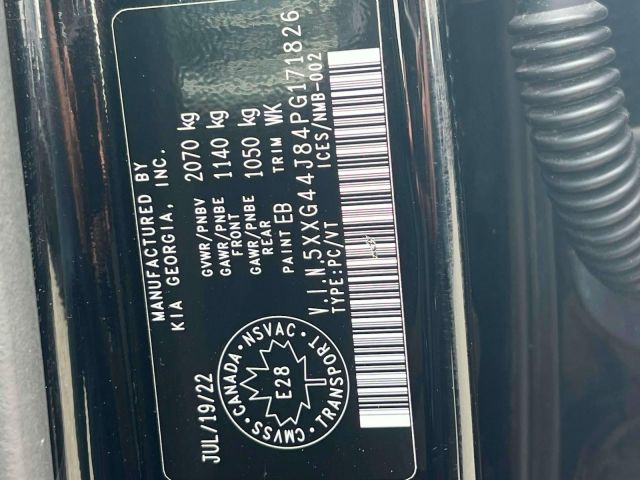 MANUFACTURED BY
KIA GEORGIA, INC.
JUL/19/22
GVWR/PNBV 2070 kg
GAWR/PNBE FRONT 1140 kg
GAWR/PNBE REAR 1050 kg
PAINT EB TRIM WK
V.I.N 5XXG44J84PG171826
TYPE:PC/VT ICES/NMB-002
CANADA • NSVAC • TRANSPORT • CMVSS •
E28